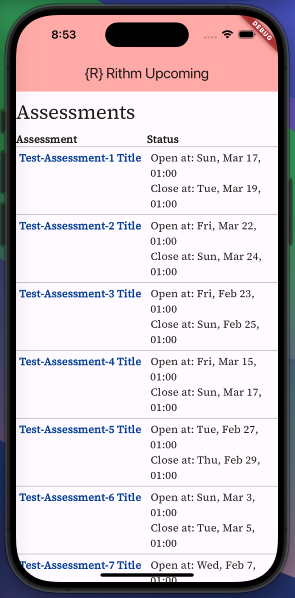 8:53
DEBUG
{R} Rithm Upcoming
Assessments
Assessment Status
Test-Assessment-1 Title Open at: Sun, Mar 17,
01:00
Close at: Tue, Mar 19,
01:00
Test-Assessment-2 Title Open at: Fri, Mar 22,
01:00
Close at: Sun, Mar 24,
01:00
Test-Assessment-3 Title Open at: Fri, Feb 23,
01:00
Close at: Sun, Feb 25,
01:00
Test-Assessment-4 Title Open at: Fri, Mar 15,
01:00
Close at: Sun, Mar 17,
01:00
Test-Assessment-5 Title Open at: Tue, Feb 27,
01:00
Close at: Thu, Feb 29,
01:00
Test-Assessment-6 Title Open at: Sun, Mar 3,
01:00
Close at: Tue, Mar 5,
01:00
Test-Assessment-7 Title Open at: Wed, Feb 7,
01:00